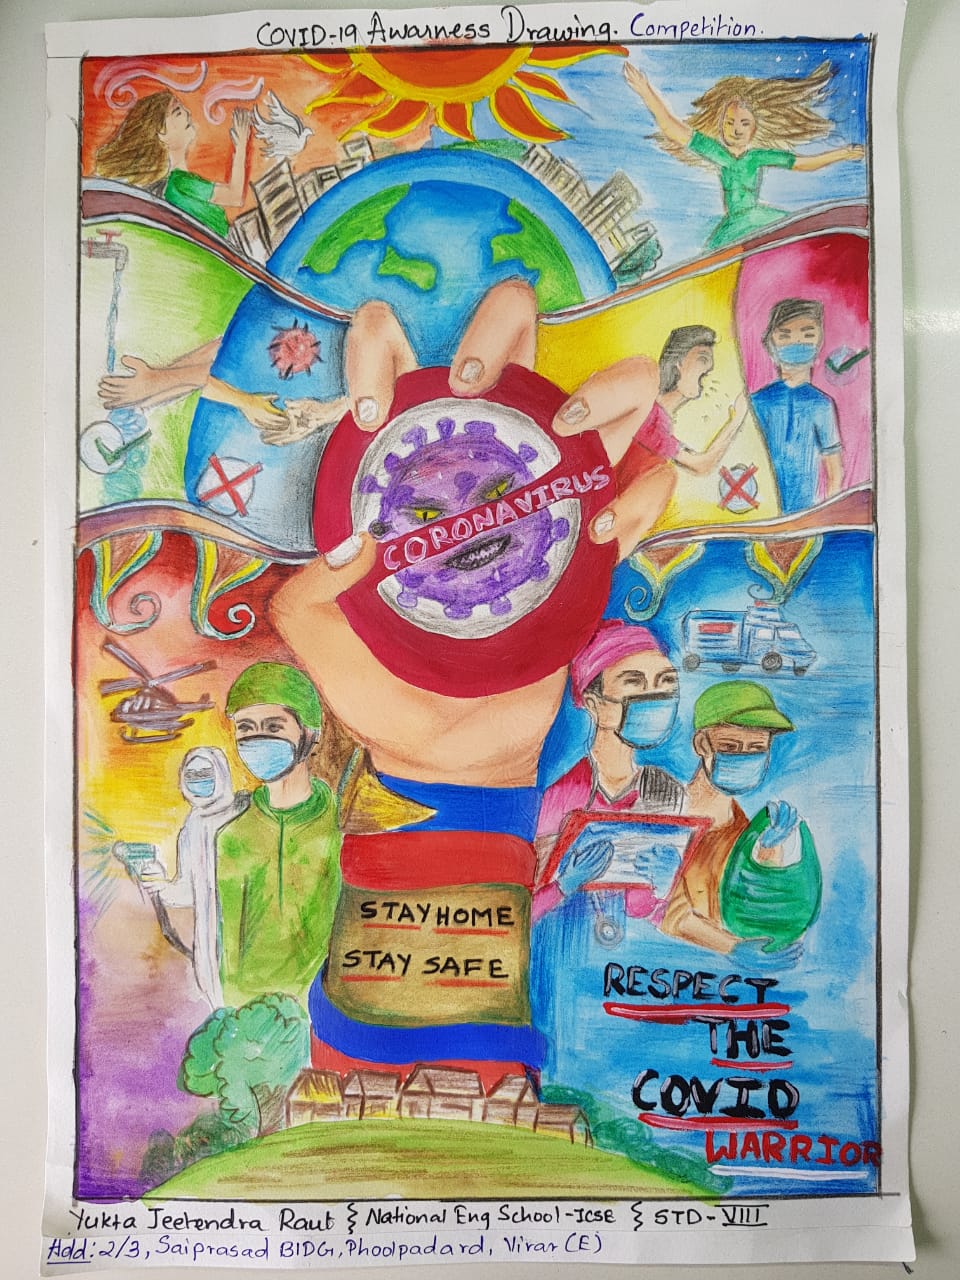 COVID-19 Awarness Drawing. Competition.
CORONAVIRUS
STAY HOME
STAY SAFE
RESPECT
THE
COVID
WARRIOR
Yukta Jeetendra Raut } National Eng School-ICSE } STD-VIII
Add: 2/3, Saiprasad BlDG, Phoolpadard, Virar (E)